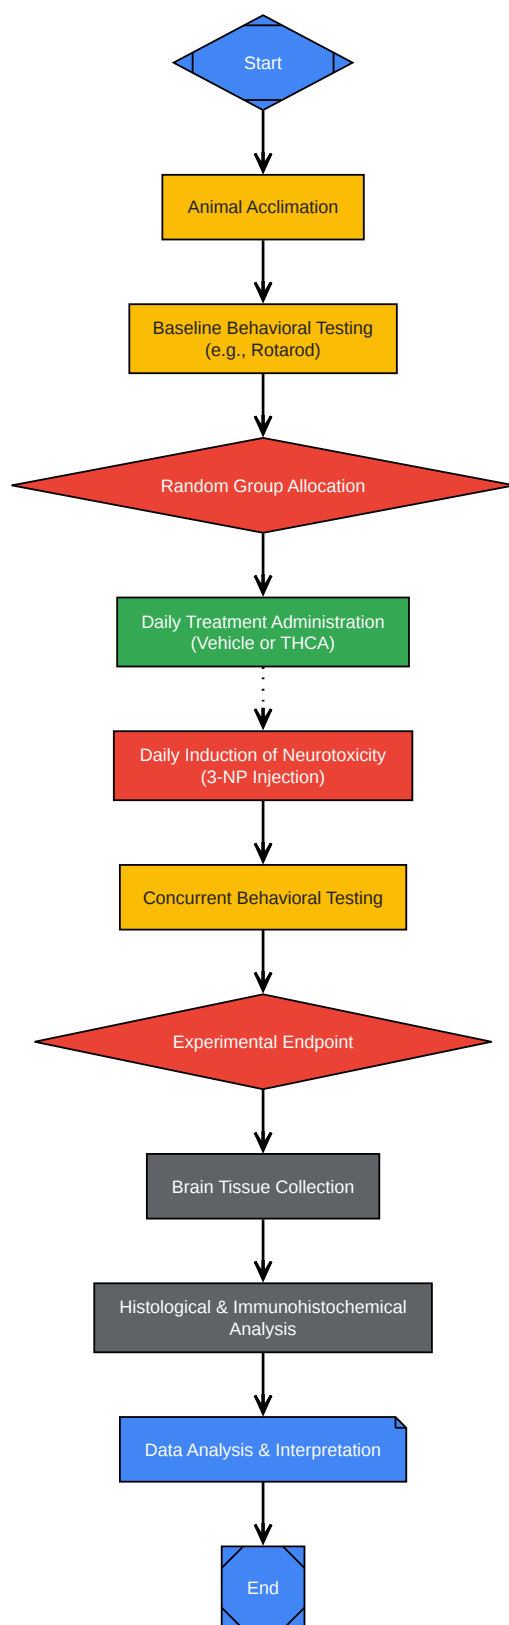 Start
Animal Acclimation
Baseline Behavioral Testing
(e.g., Rotarod)
Random Group Allocation
Daily Treatment Administration
(Vehicle or THCA)
Daily Induction of Neurotoxicity
(3-NP Injection)
Concurrent Behavioral Testing
Experimental Endpoint
Brain Tissue Collection
Histological & Immunohistochemical
Analysis
Data Analysis & Interpretation
End